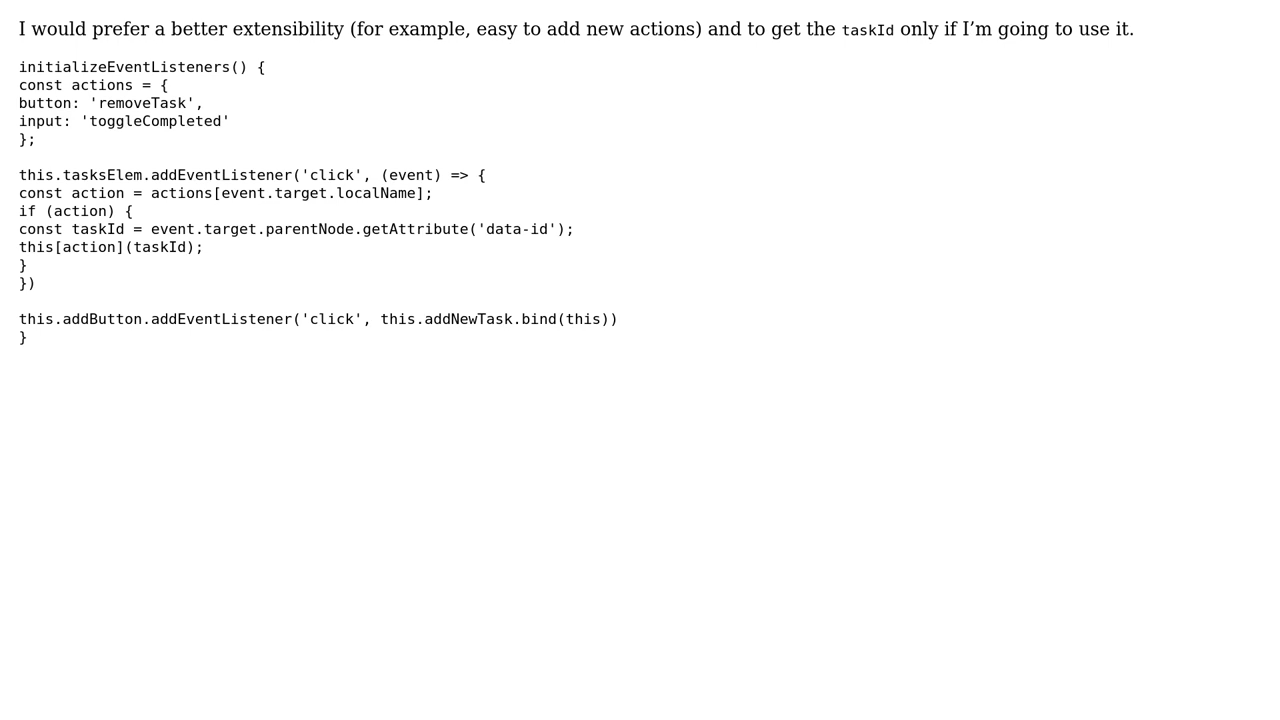 I would prefer a better extensibility (for example, easy to add new actions) and to get the taskId only if I’m going to use it.
initializeEventListeners() {
const actions = {
button: 'removeTask',
input: 'toggleCompleted'
};
this.tasksElem.addEventListener('click', (event) => {
const action = actions[event.target.localName];
if (action) {
const taskId = event.target.parentNode.getAttribute('data-id');
this[action](taskId);
}
})
this.addButton.addEventListener('click', this.addNewTask.bind(this))
}